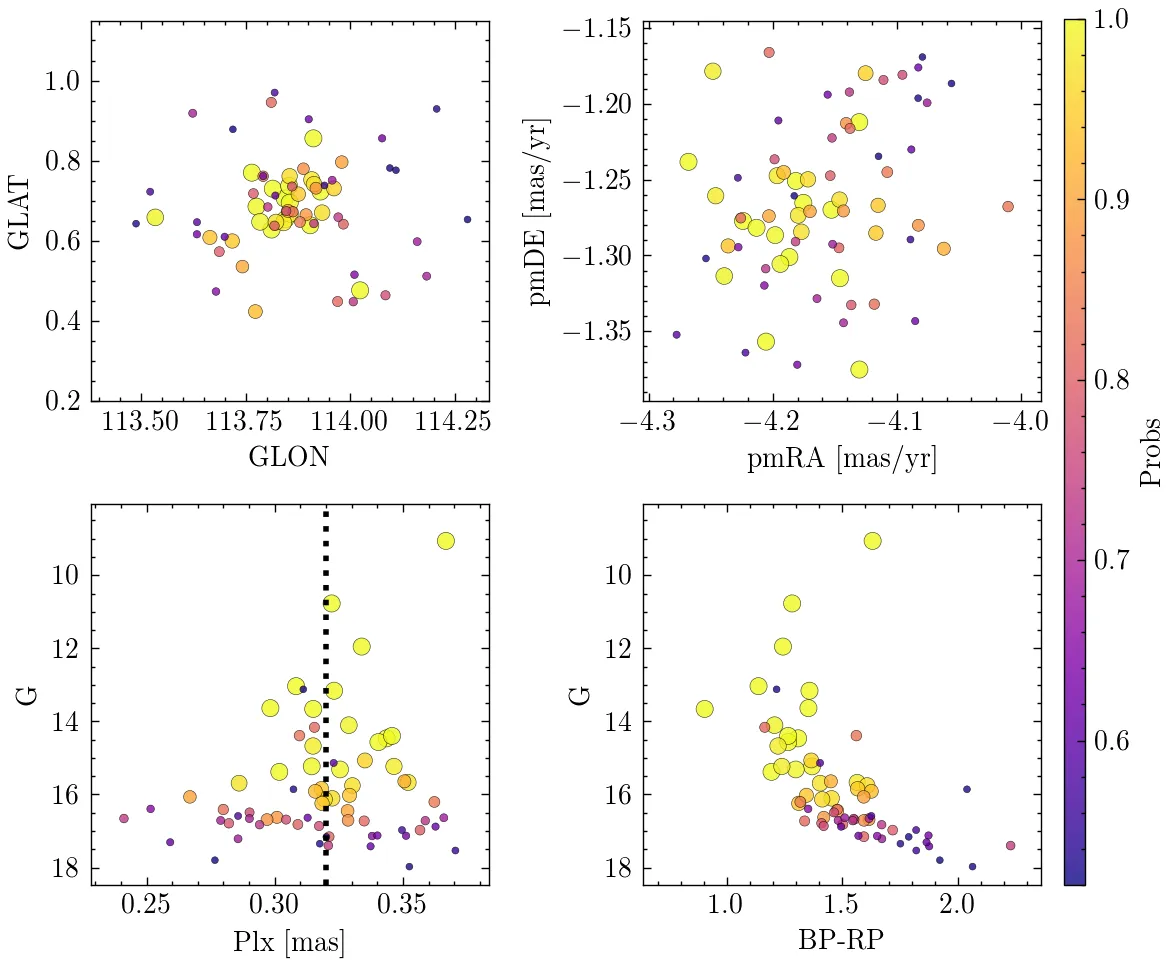 1.0
0.8
0.6
0.4
0.2
GLAT
113.50 113.75 114.00 114.25
GLON
−1.15
−1.20
−1.25
−1.30
−1.35
pmDE [mas/yr]
−4.3 −4.2 −4.1 −4.0
pmRA [mas/yr]
10
12
14
16
18
G
0.25 0.30 0.35
Plx [mas]
10
12
14
16
18
G
1.0 1.5 2.0
BP-RP
1.0
0.9
0.8
0.7
0.6
Probs